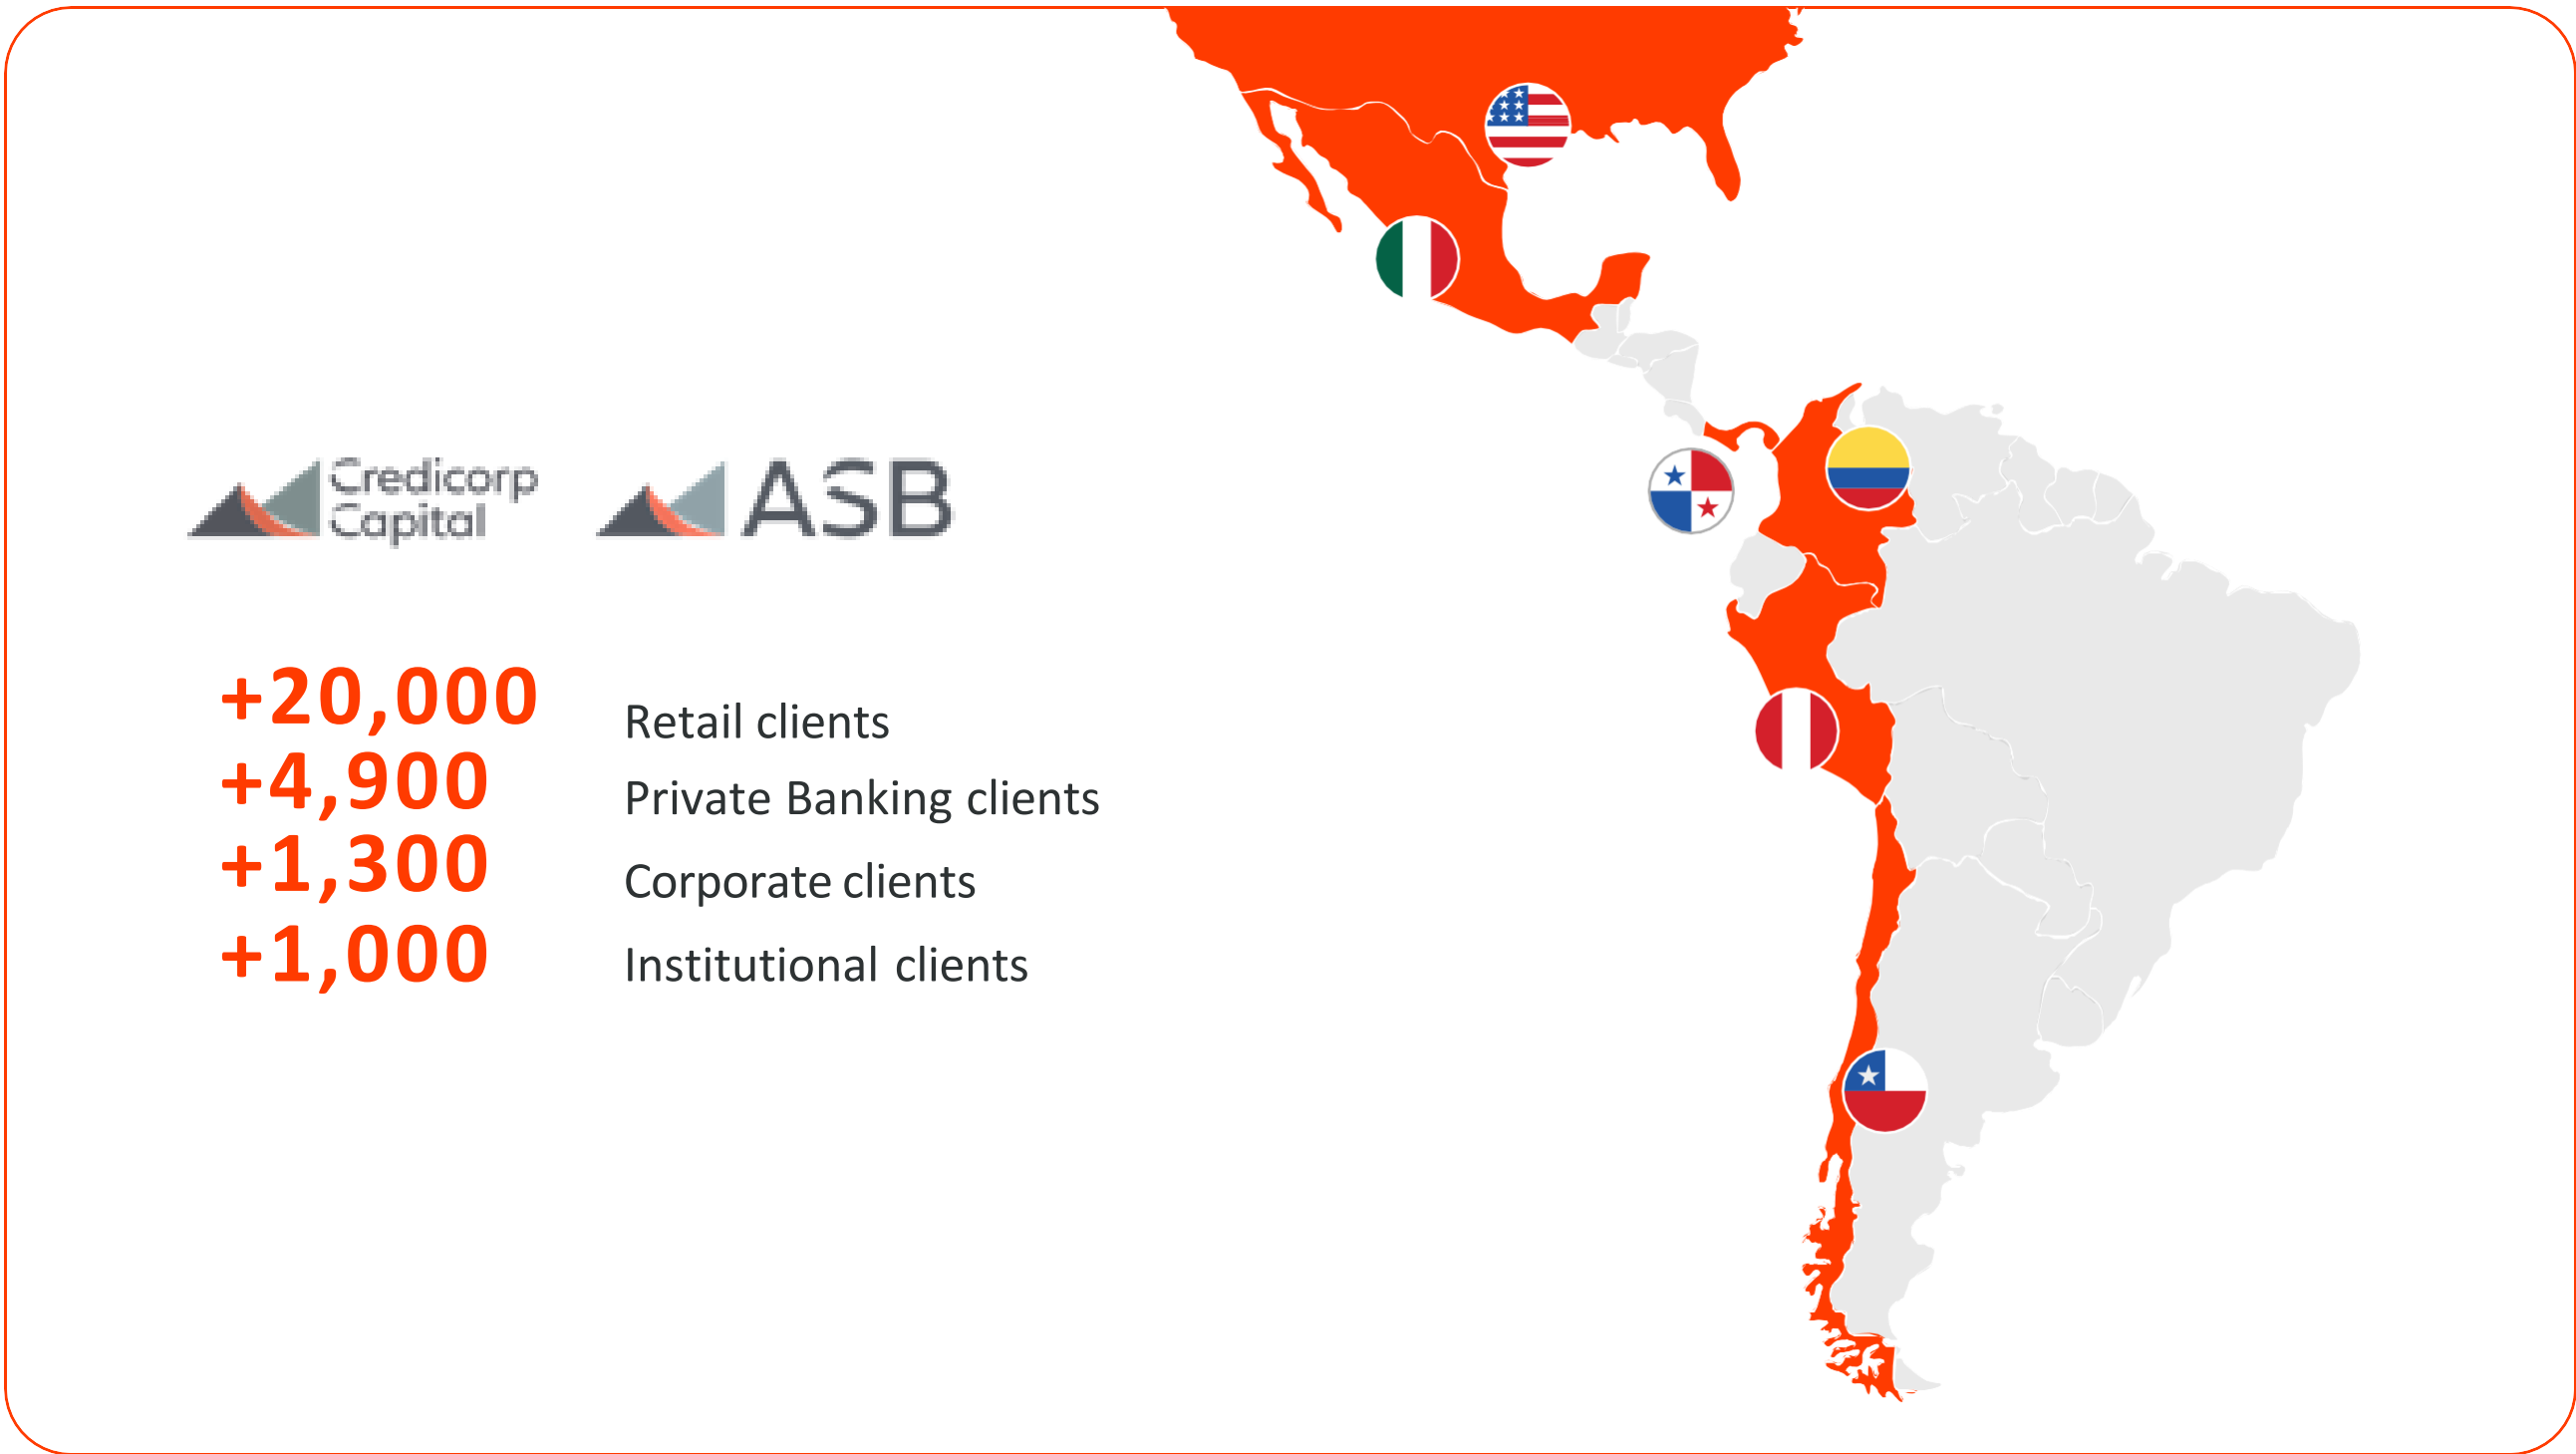 Credicorp
Capital
ASB
+20,000 Retail clients
+4,900 Private Banking clients
+1,300 Corporate clients
+1,000 Institutional clients